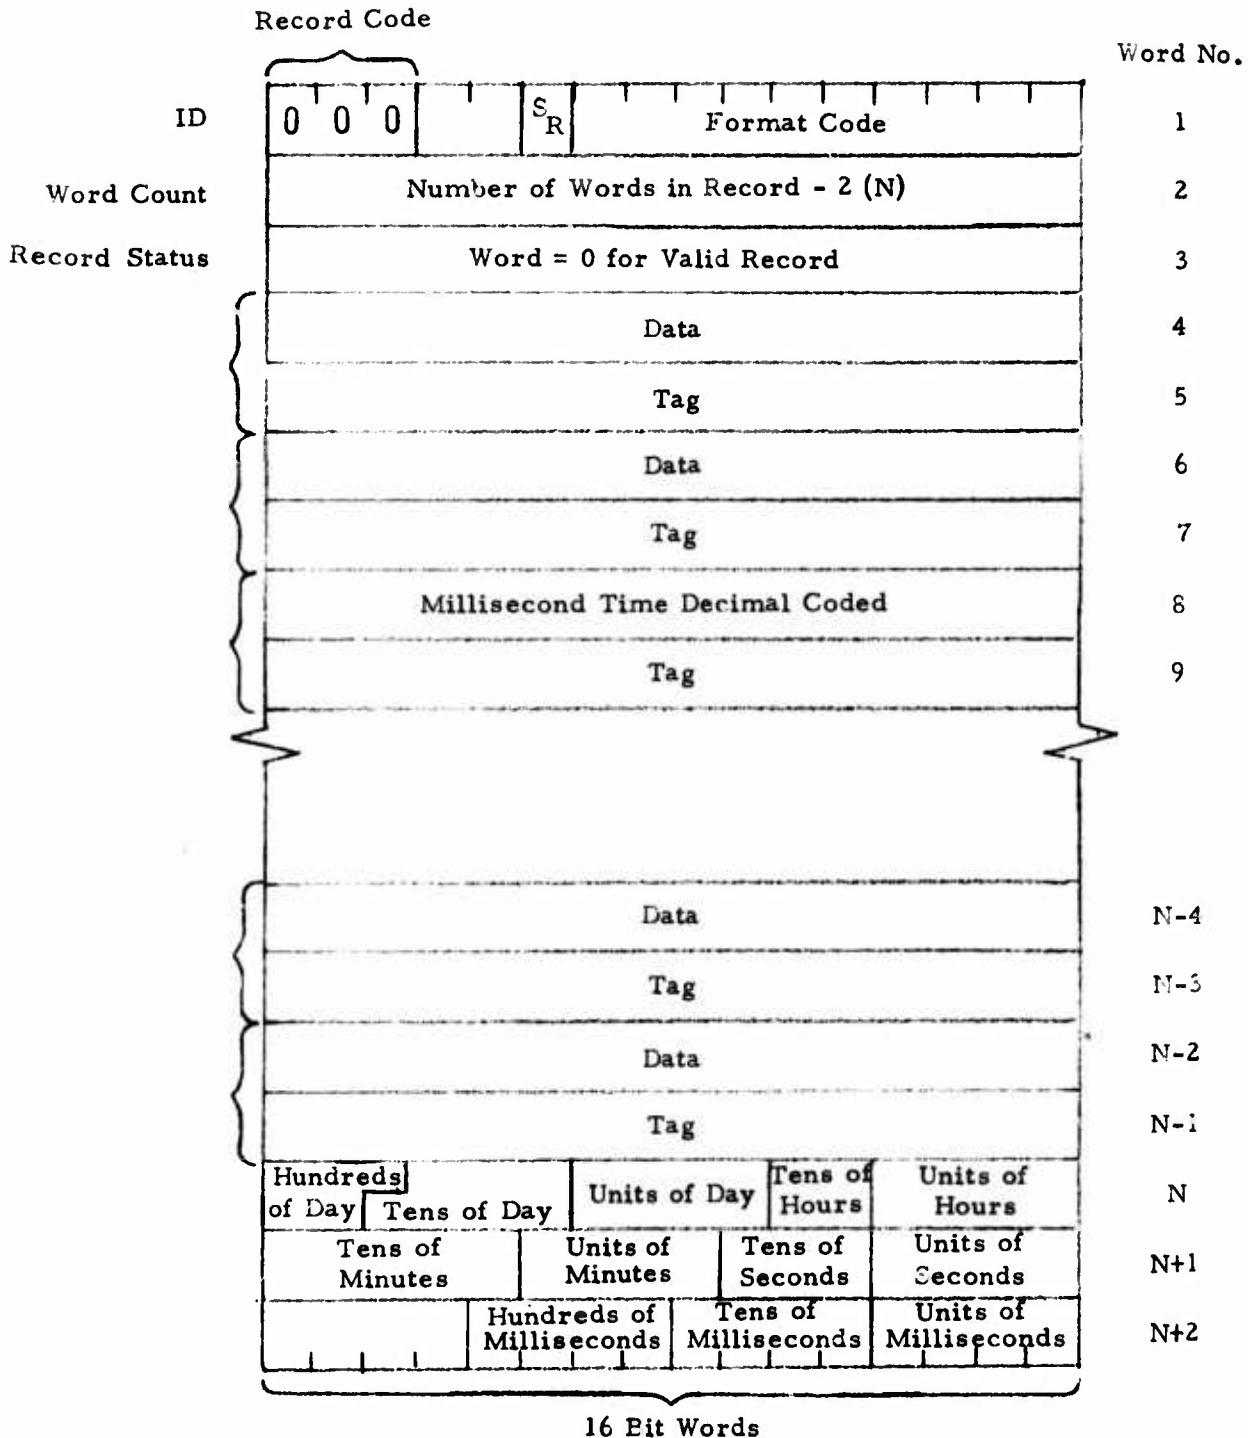 Record Code
Word No.
ID 0 0 0 SR Format Code 1
Word Count Number of Words in Record - 2 (N) 2
Record Status Word = 0 for Valid Record 3
Data 4
Tag 5
Data 6
Tag 7
Millisecond Time Decimal Coded 8
Tag 9
Data N-4
Tag N-3
Data N-2
Tag N-1
Hundreds of Day Tens of Day Units of Day Tens of Hours Units of Hours N
Tens of Minutes Units of Minutes Tens of Seconds Units of Seconds N+1
Hundreds of Milliseconds Tens of Milliseconds Units of Milliseconds N+2
16 Bit Words